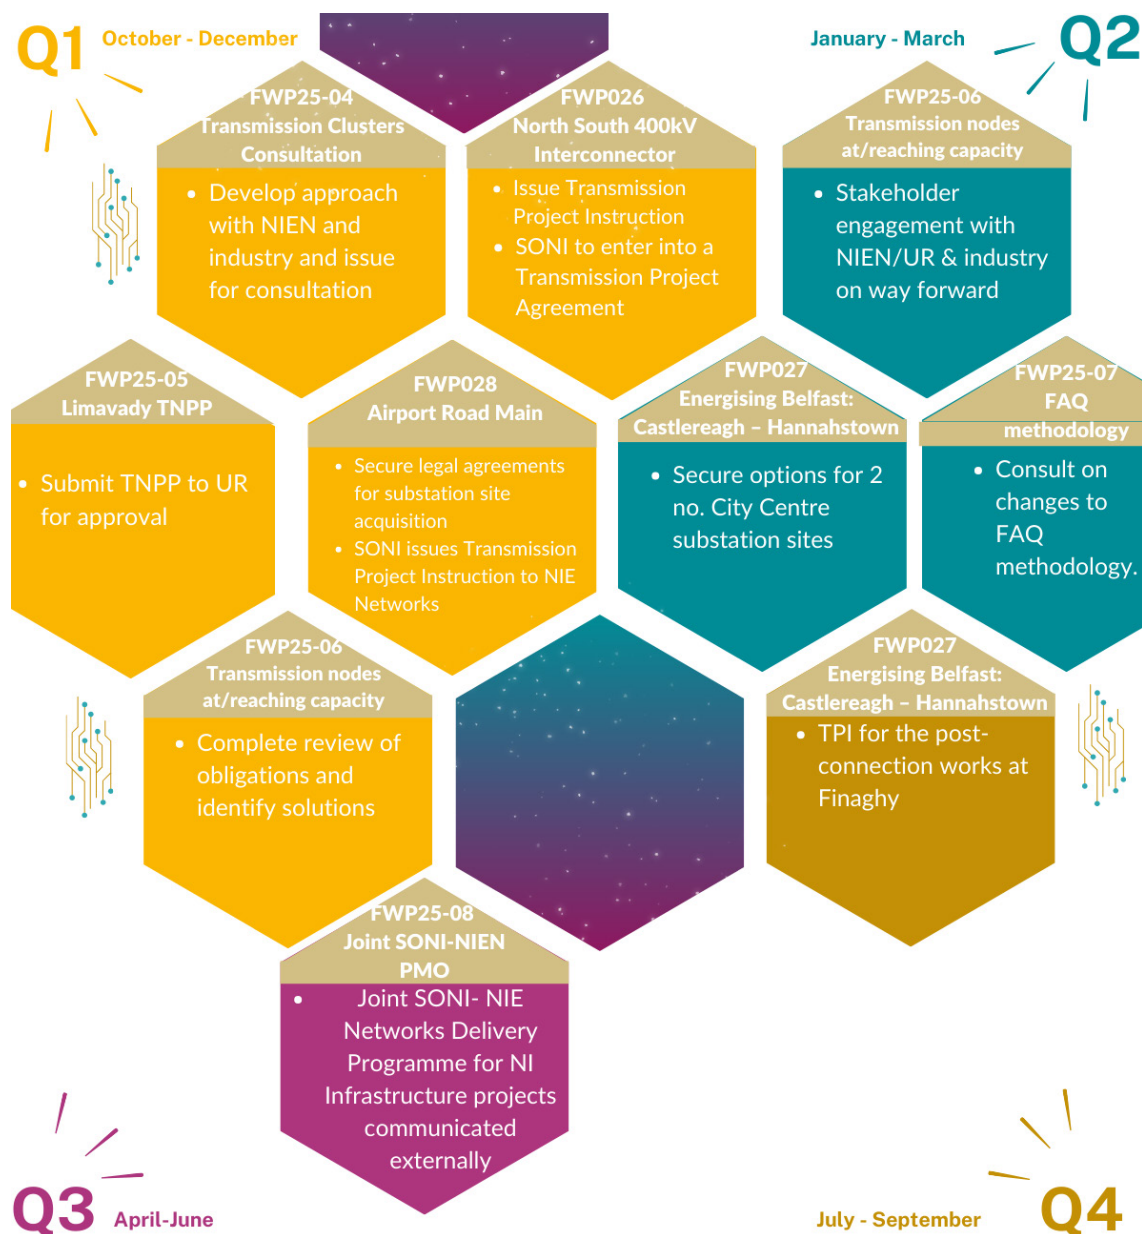 Q1 October - December
January - March Q2
FWP25-04
Transmission Clusters
Consultation
• Develop approach
with NIEN and
industry and issue
for consultation
FWP026
North South 400kV
Interconnector
• Issue Transmission
Project Instruction
• SONI to enter into a
Transmission Project
Agreement
FWP25-06
Transmission nodes
at/reaching capacity
• Stakeholder
engagement with
NIEN/UR & industry
on way forward
FWP25-05
Limavady TNPP
• Submit TNPP to UR
for approval
FWP028
Airport Road Main
• Secure legal agreements
for substation site
acquisition
• SONI issues Transmission
Project Instruction to NIE
Networks
FWP027
Energising Belfast:
Castlereagh – Hannahstown
• Secure options for 2
no. City Centre
substation sites
FWP25-07
FAQ
methodology
• Consult on
changes to
FAQ
methodology.
FWP25-06
Transmission nodes
at/reaching capacity
• Complete review of
obligations and
identify solutions
FWP027
Energising Belfast:
Castlereagh – Hannahstown
• TPI for the post-
connection works at
Finaghy
FWP25-08
Joint SONI-NIEN
PMO
• Joint SONI- NIE
Networks Delivery
Programme for NI
Infrastructure projects
communicated
externally
Q3 April-June
July - September Q4